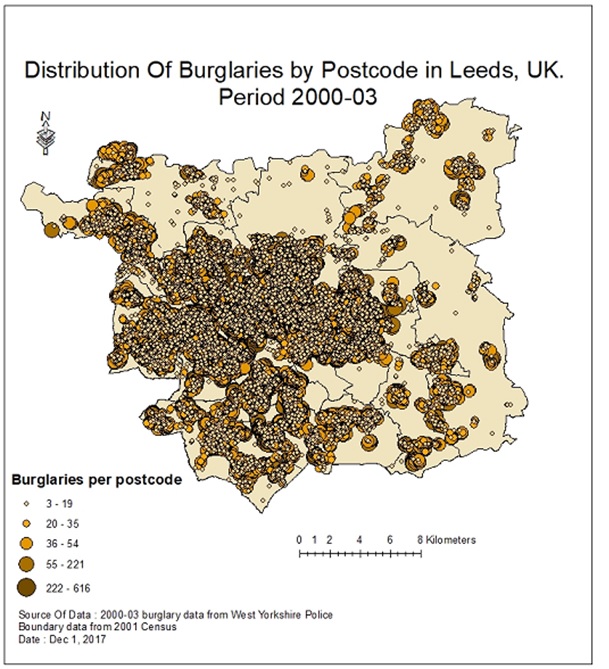 Distribution Of Burglaries by Postcode in Leeds, UK.
Period 2000-03
N
Burglaries per postcode
3 - 19
20 - 35
36 - 54
55 - 221
222 - 616
0 1 2 4 6 8 Kilometers
Source Of Data : 2000-03 burglary data from West Yorkshire Police
Boundary data from 2001 Census
Date : Dec 1, 2017